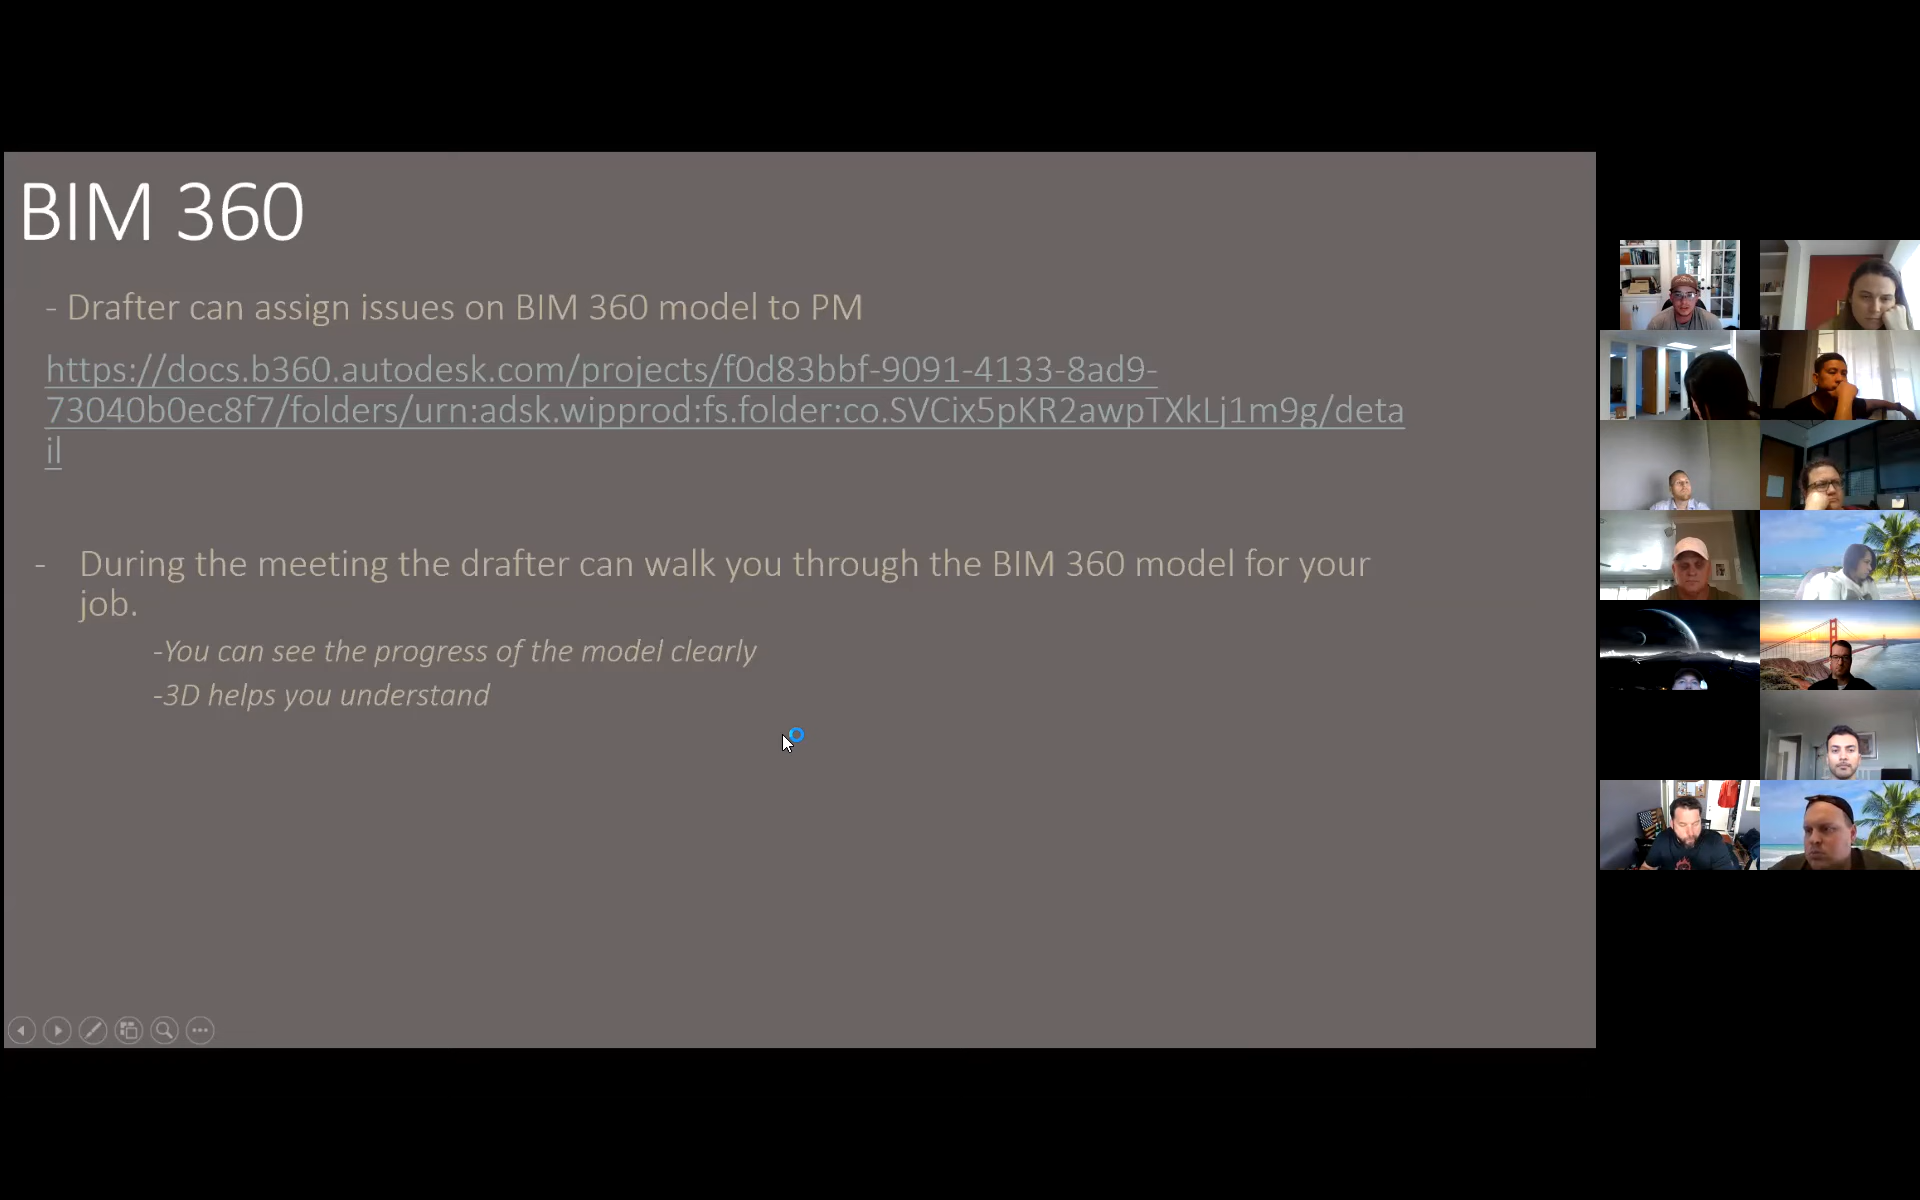 BIM 360
- Drafter can assign issues on BIM 360 model to PM
https://docs.b360.autodesk.com/projects/f0d83bbf-9091-4133-8ad9-
73040b0ec8f7/folders/urn:adsk.wipprod:fs.folder:co.SVCix5pKR2awpTXkLj1m9g/deta
il
- During the meeting the drafter can walk you through the BIM 360 model for your
job.
-You can see the progress of the model clearly
-3D helps you understand